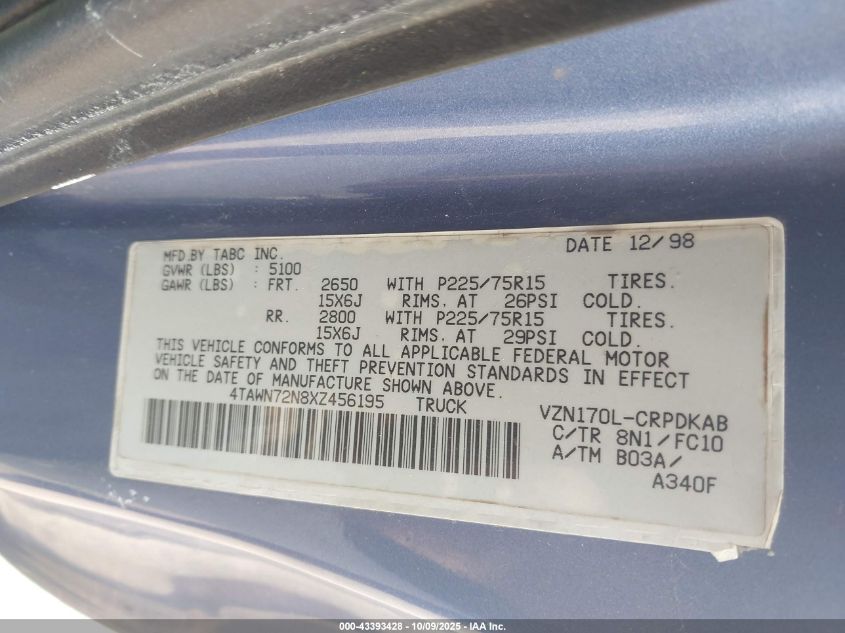 MFD.BY TABC INC. DATE 12/98
GVWR (LBS) : 5100
GAWR (LBS) : FRT. 2650 WITH P225/75R15 TIRES.
15X6J RIMS. AT 26PSI COLD.
RR. 2800 WITH P225/75R15 TIRES.
15X6J RIMS. AT 29PSI COLD.
THIS VEHICLE CONFORMS TO ALL APPLICABLE FEDERAL MOTOR
VEHICLE SAFETY AND THEFT PREVENTION STANDARDS IN EFFECT
ON THE DATE OF MANUFACTURE SHOWN ABOVE.
4TAWN72N8XZ456195 TRUCK VZN170L-CRPDKAB
C/TR 8N1/FC10
A/TM B03A/
A340F
000-43393428 - 10/09/2025 - IAA Inc.